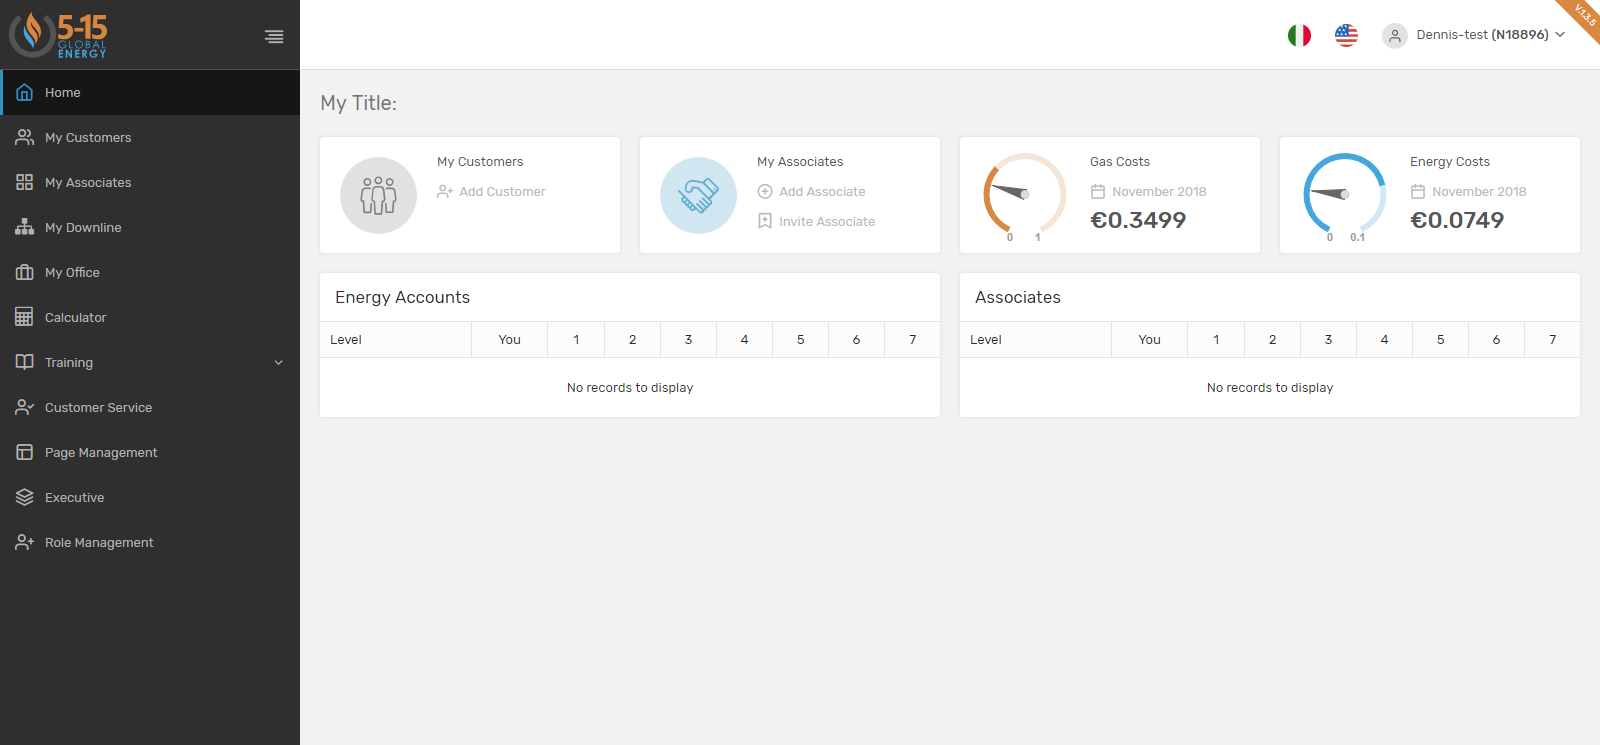 5-15
GLOBAL
ENERGY
Dennis-test (N18896)
V.1.3.5
Home
My Customers
My Associates
My Downline
My Office
Calculator
Training
Customer Service
Page Management
Executive
Role Management
My Title:
My Customers
Add Customer
My Associates
Add Associate
Invite Associate
Gas Costs
November 2018
€0.3499
0 1
Energy Costs
November 2018
€0.0749
0 0.1
Energy Accounts
Level You 1 2 3 4 5 6 7
No records to display
Associates
Level You 1 2 3 4 5 6 7
No records to display